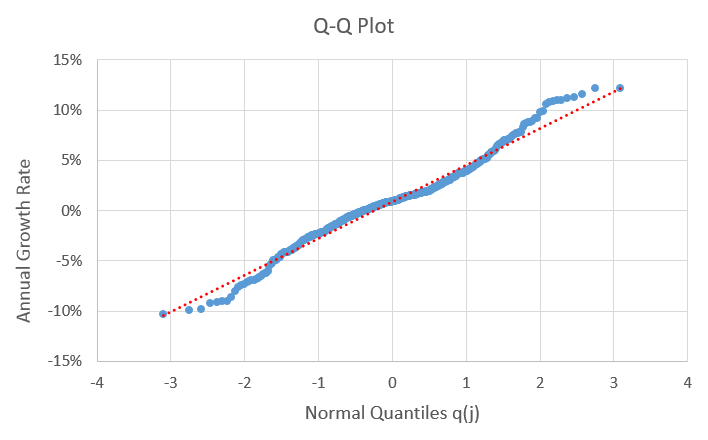 Q-Q Plot
15%
10%
5%
0%
-5%
-10%
-15%
Annual Growth Rate
-4 -3 -2 -1 0 1 2 3 4
Normal Quantiles q(j)